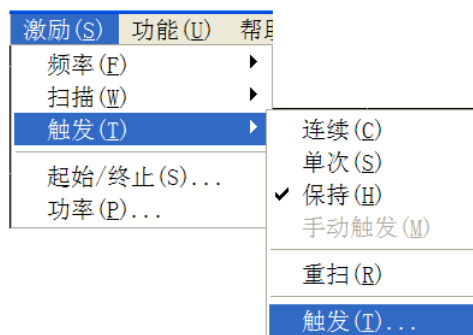 激励(S) 功能(U) 帮
频率(F)
扫描(W)
触发(T)
起始/终止(S)...
功率(P)...
连续(C)
单次(S)
保持(H)
手动触发(M)
重扫(R)
触发(T)...